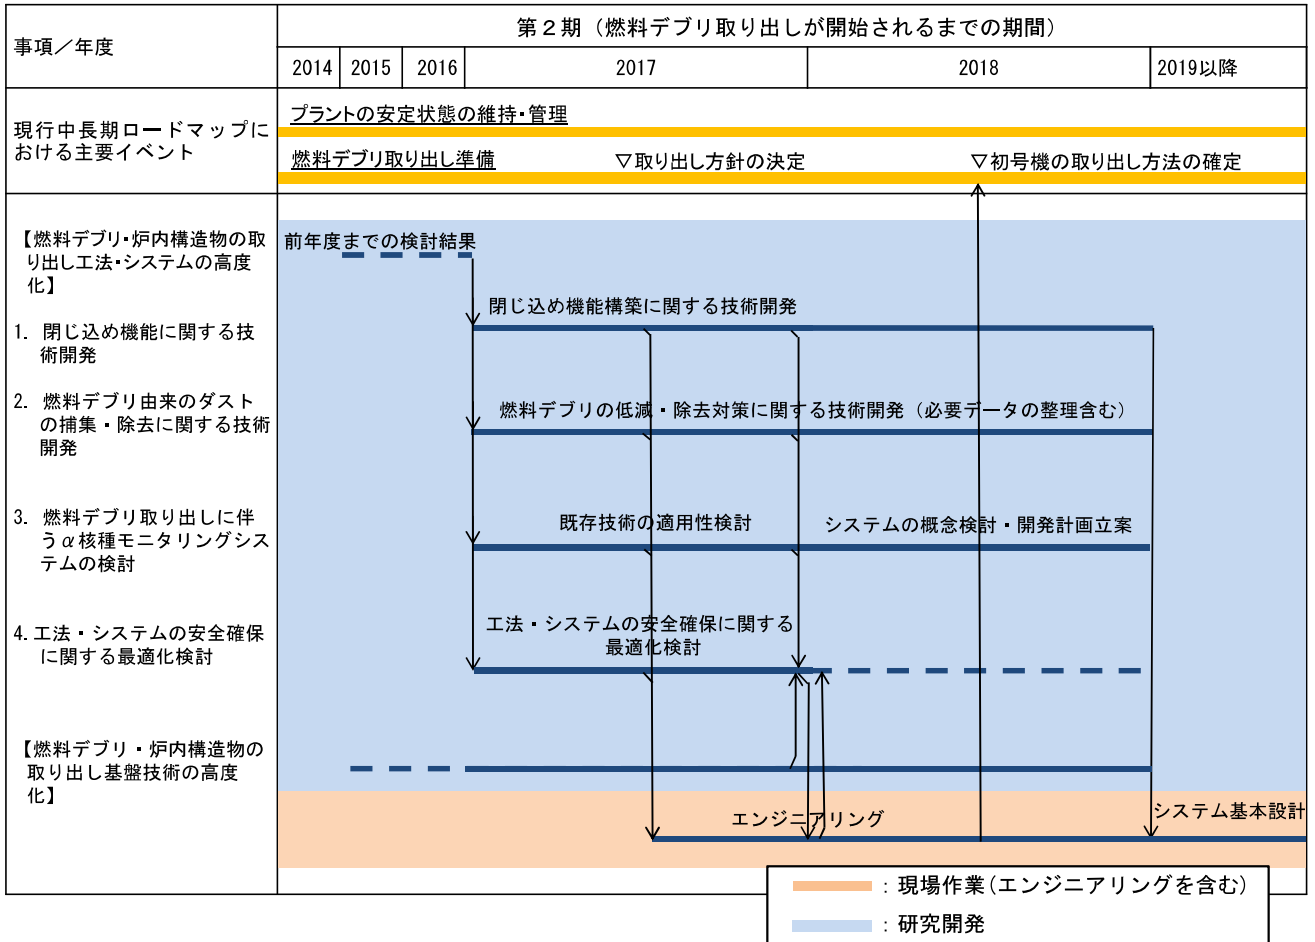 事項／年度
第２期（燃料デブリ取り出しが開始されるまでの期間）
2014 2015 2016 2017 2018 2019以降
現行中長期ロードマップに
おける主要イベント
プラントの安定状態の維持・管理
燃料デブリ取り出し準備 ▽取り出し方針の決定 ▽初号機の取り出し方法の確定
【燃料デブリ・炉内構造物の取
り出し工法・システムの高度
化】
前年度までの検討結果
1. 閉じ込め機能に関する技
術開発
閉じ込め機能構築に関する技術開発
2. 燃料デブリ由来のダスト
の捕集・除去に関する技術
開発
燃料デブリの低減・除去対策に関する技術開発（必要データの整理含む）
3. 燃料デブリ取り出しに伴
うα核種モニタリングシス
テムの検討
既存技術の適用性検討 システムの概念検討・開発計画立案
4. 工法・システムの安全確保
に関する最適化検討
工法・システムの安全確保に関する
最適化検討
【燃料デブリ・炉内構造物の
取り出し基盤技術の高度
化】
エンジニアリング
システム基本設計
：現場作業（エンジニアリングを含む）
：研究開発